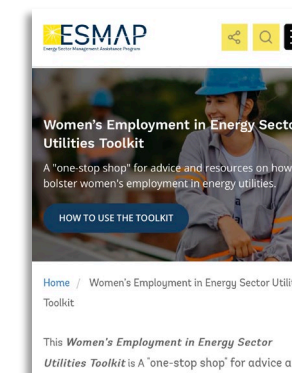 ESMAP
Energy Sector Management Assistance Program
Women's Employment in Energy Secto
Utilities Toolkit
A "one-stop shop" for advice and resources on how
bolster women's employment in energy utilities.
HOW TO USE THE TOOLKIT
Home / Women's Employment in Energy Sector Utili
Toolkit
This Women's Employment in Energy Sector
Utilities Toolkit is A "one-stop shop" for advice a